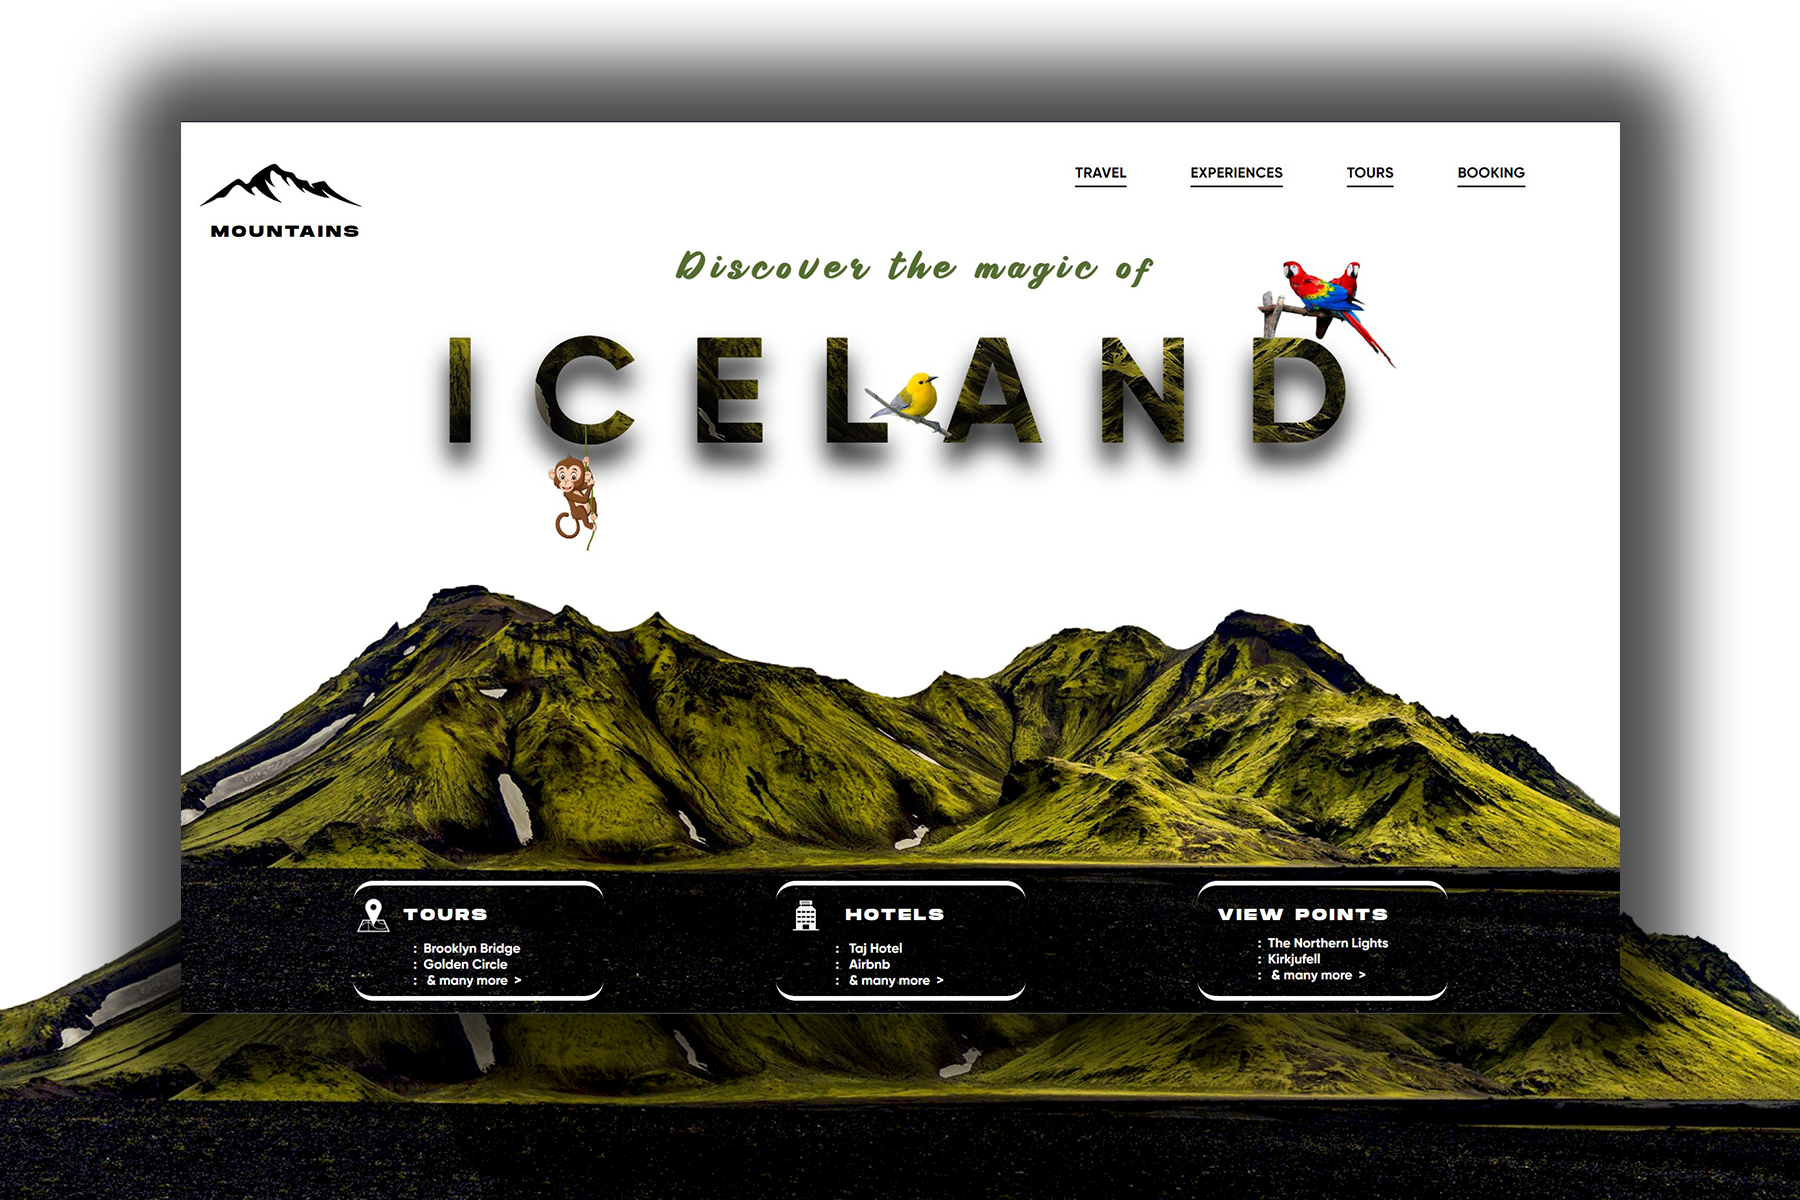 MOUNTAINS
TRAVEL
EXPERIENCES
TOURS
BOOKING
Discover the magic of
ICELAND
TOURS
: Brooklyn Bridge
: Golden Circle
: & many more >
HOTELS
: Taj Hotel
: Airbnb
: & many more >
VIEW POINTS
: The Northern Lights
: Kirkjufell
: & many more >